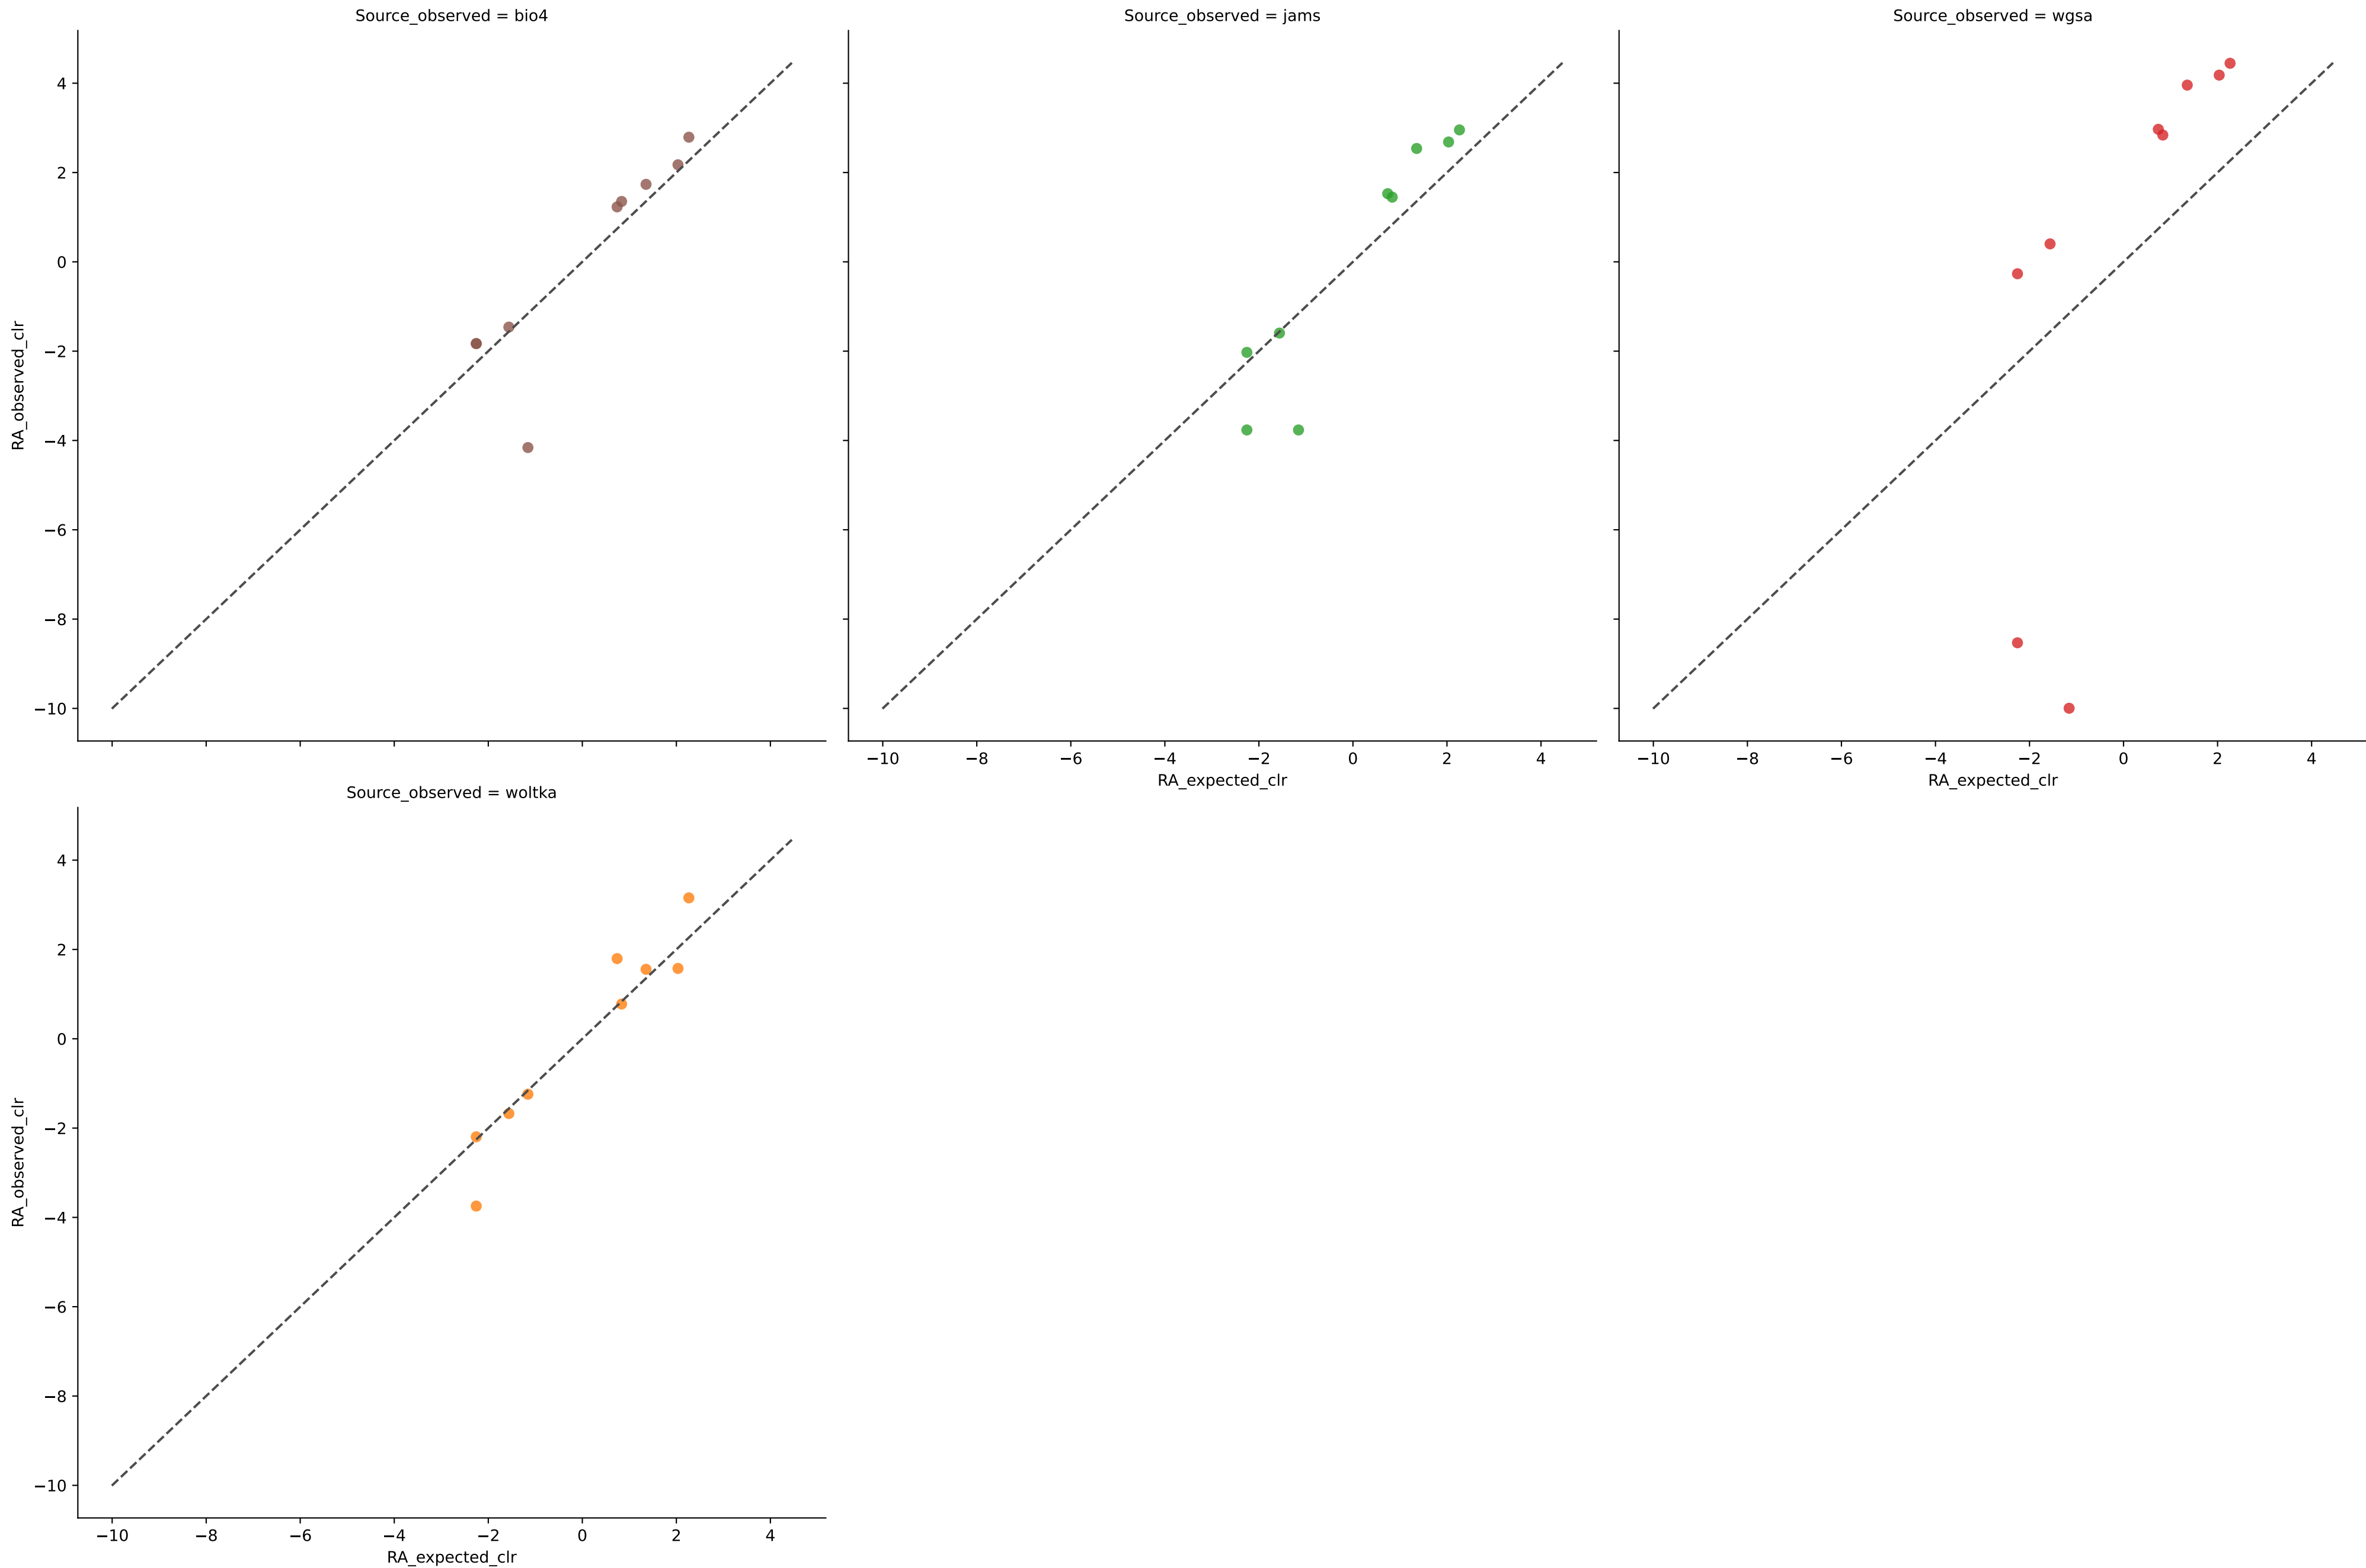 Source_observed = bio4
Source_observed = jams
Source_observed = wgsa
RA_observed_clr
4
2
0
−2
−4
−6
−8
−10
−10 −8 −6 −4 −2 0 2 4
RA_expected_clr
−10 −8 −6 −4 −2 0 2 4
RA_expected_clr
Source_observed = woltka
RA_observed_clr
4
2
0
−2
−4
−6
−8
−10
−10 −8 −6 −4 −2 0 2 4
RA_expected_clr